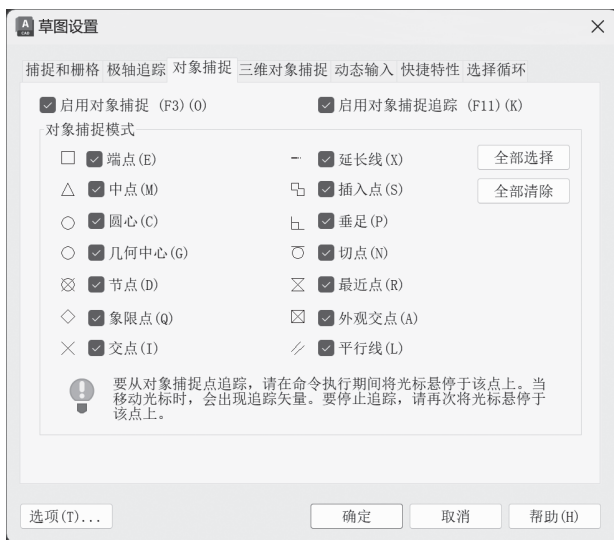 A
CAD
草图设置
捕捉和栅格 极轴追踪 对象捕捉 三维对象捕捉 动态输入 快捷特性 选择循环
启用对象捕捉 (F3)(O) 启用对象捕捉追踪 (F11)(K)
对象捕捉模式
端点(E) 延长线(X) 全部选择
中点(M) 插入点(S) 全部清除
圆心(C) 垂足(P)
几何中心(G) 切点(N)
节点(D) 最近点(R)
象限点(Q) 外观交点(A)
交点(I) 平行线(L)
要从对象捕捉点追踪，请在命令执行期间将光标悬停于该点上。当
移动光标时，会出现追踪矢量。要停止追踪，请再次将光标悬停于
该点上。
选项(T)... 确定 取消 帮助(H)